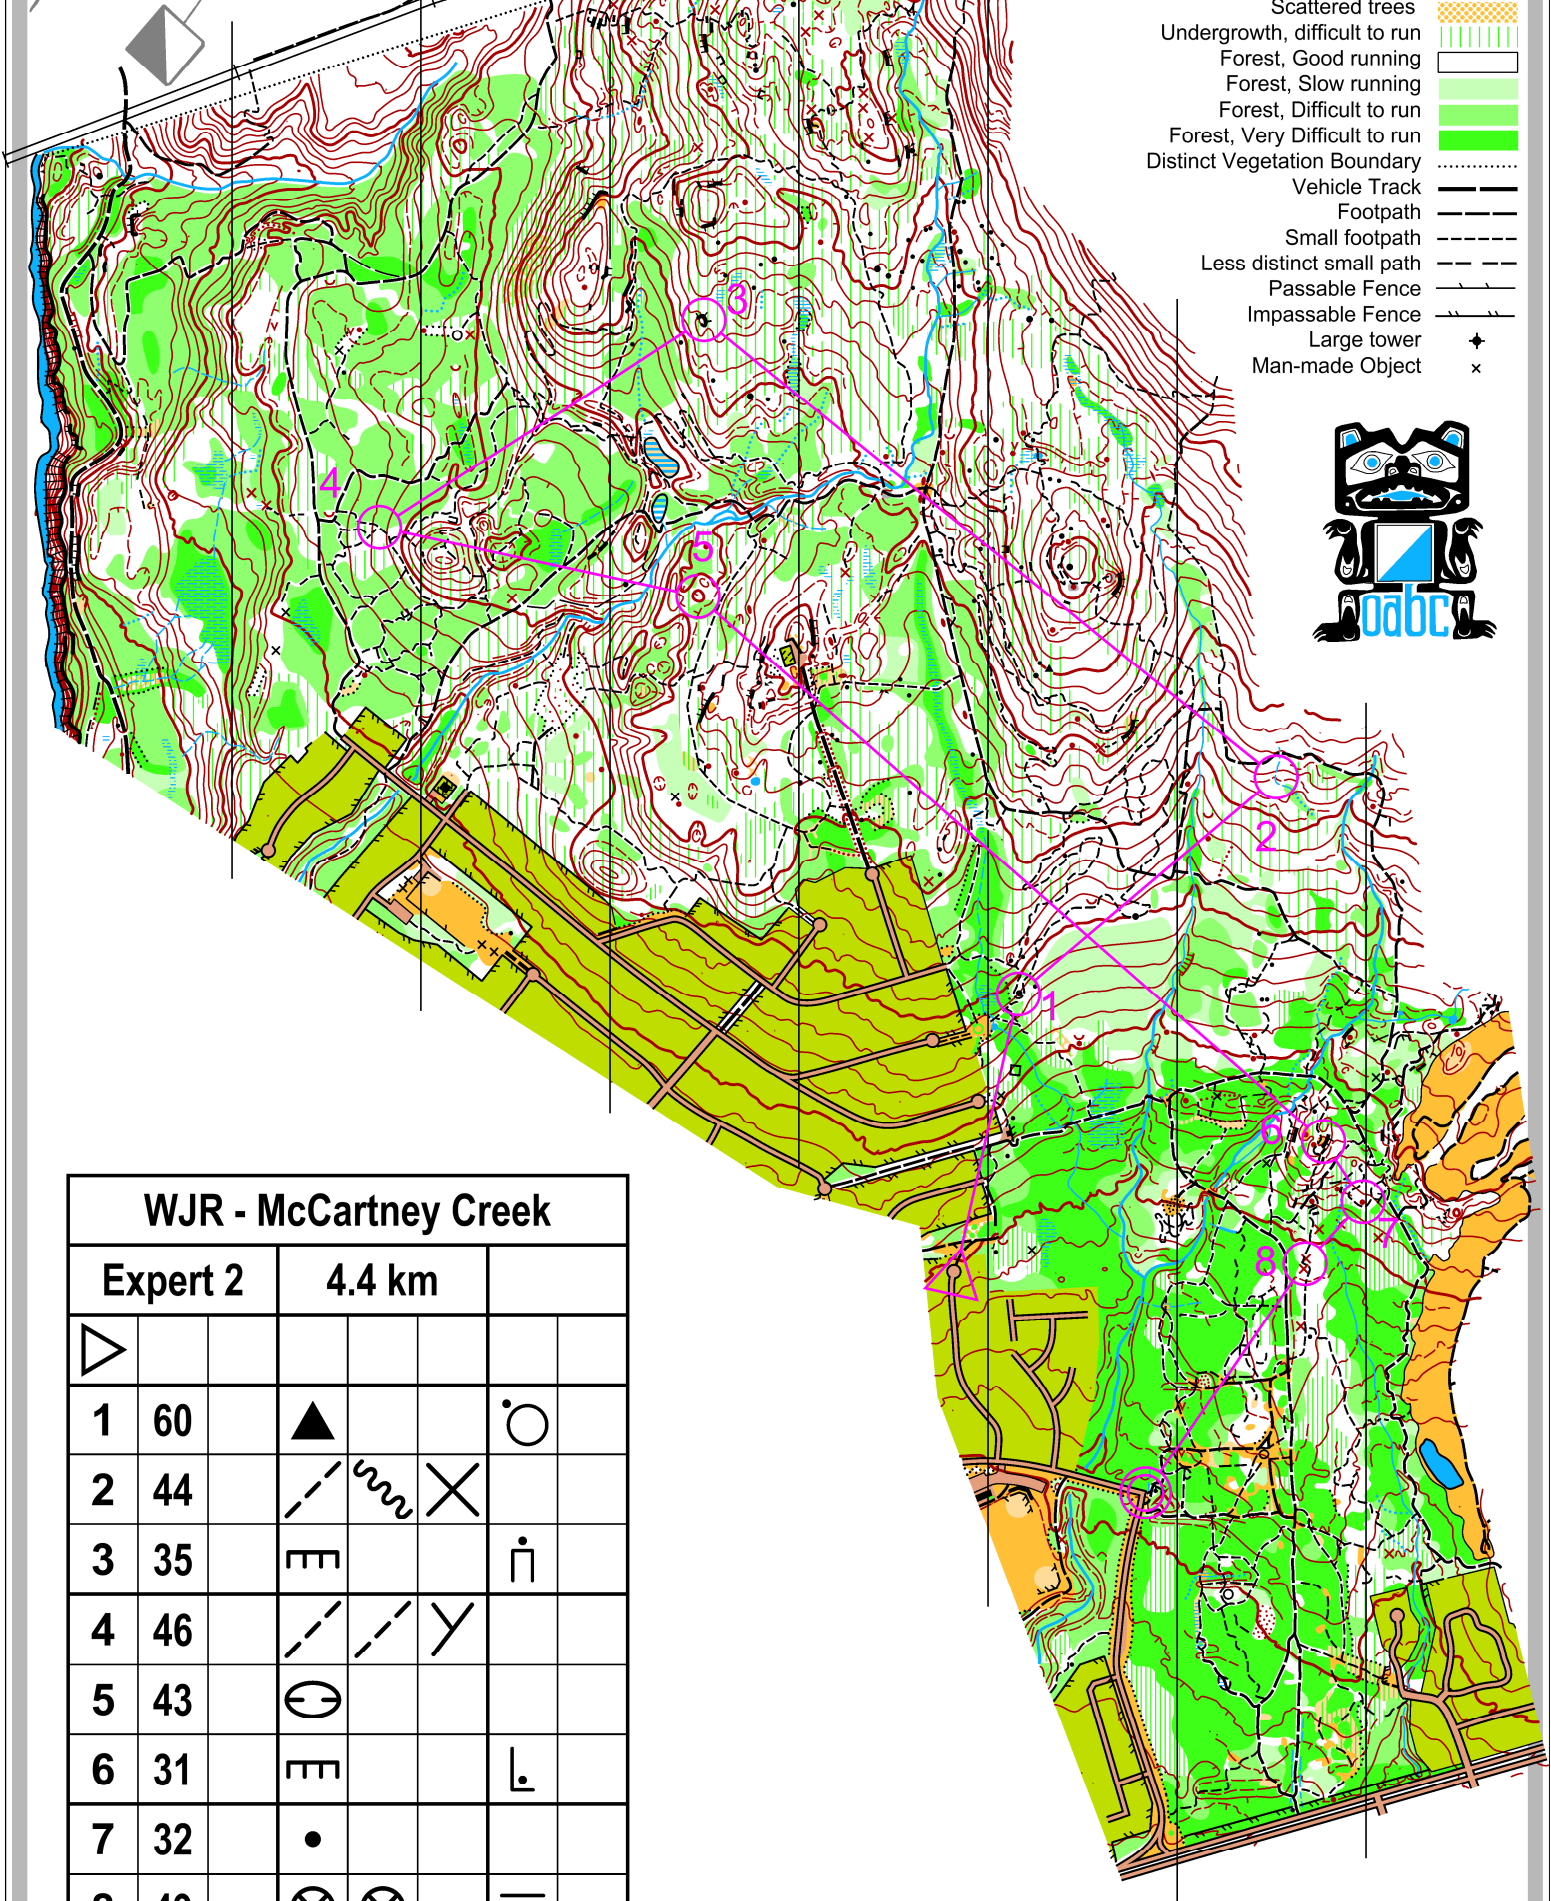 Scattered trees
Undergrowth, difficult to run
Forest, Good running
Forest, Slow running
Forest, Difficult to run
Forest, Very Difficult to run
Distinct Vegetation Boundary
Vehicle Track
Footpath
Small footpath
Less distinct small path
Passable Fence
Impassable Fence
Large tower
Man-made Object
oabc
3
4
5
2
1
6
7
8
WJR - McCartney Creek
Expert 2 4.4 km
1 60
2 44
3 35
4 46
5 43
6 31
7 32